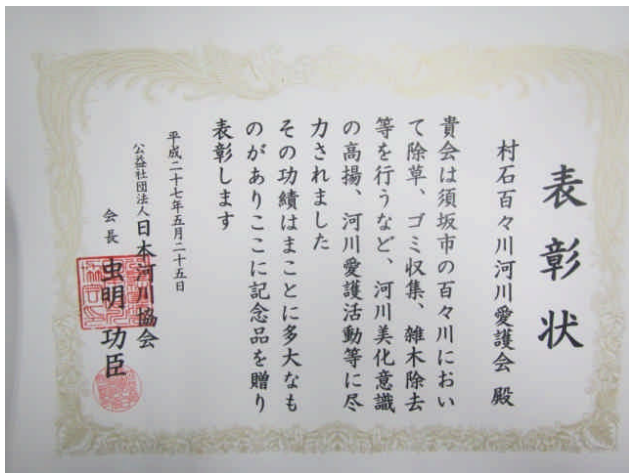 表彰状
村石百々川河川愛護会 殿
貴会は須坂市の百々川におい
て除草、ゴミ収集、雑木除去
等を行うなど、河川美化意識
の高揚、河川愛護活動等に尽
力されました
その功績はまことに多大なも
のがありここに記念品を贈り
表彰します
平成二十七年五月二十五日
公益社団法人日本河川協会
会長 虫明功臣